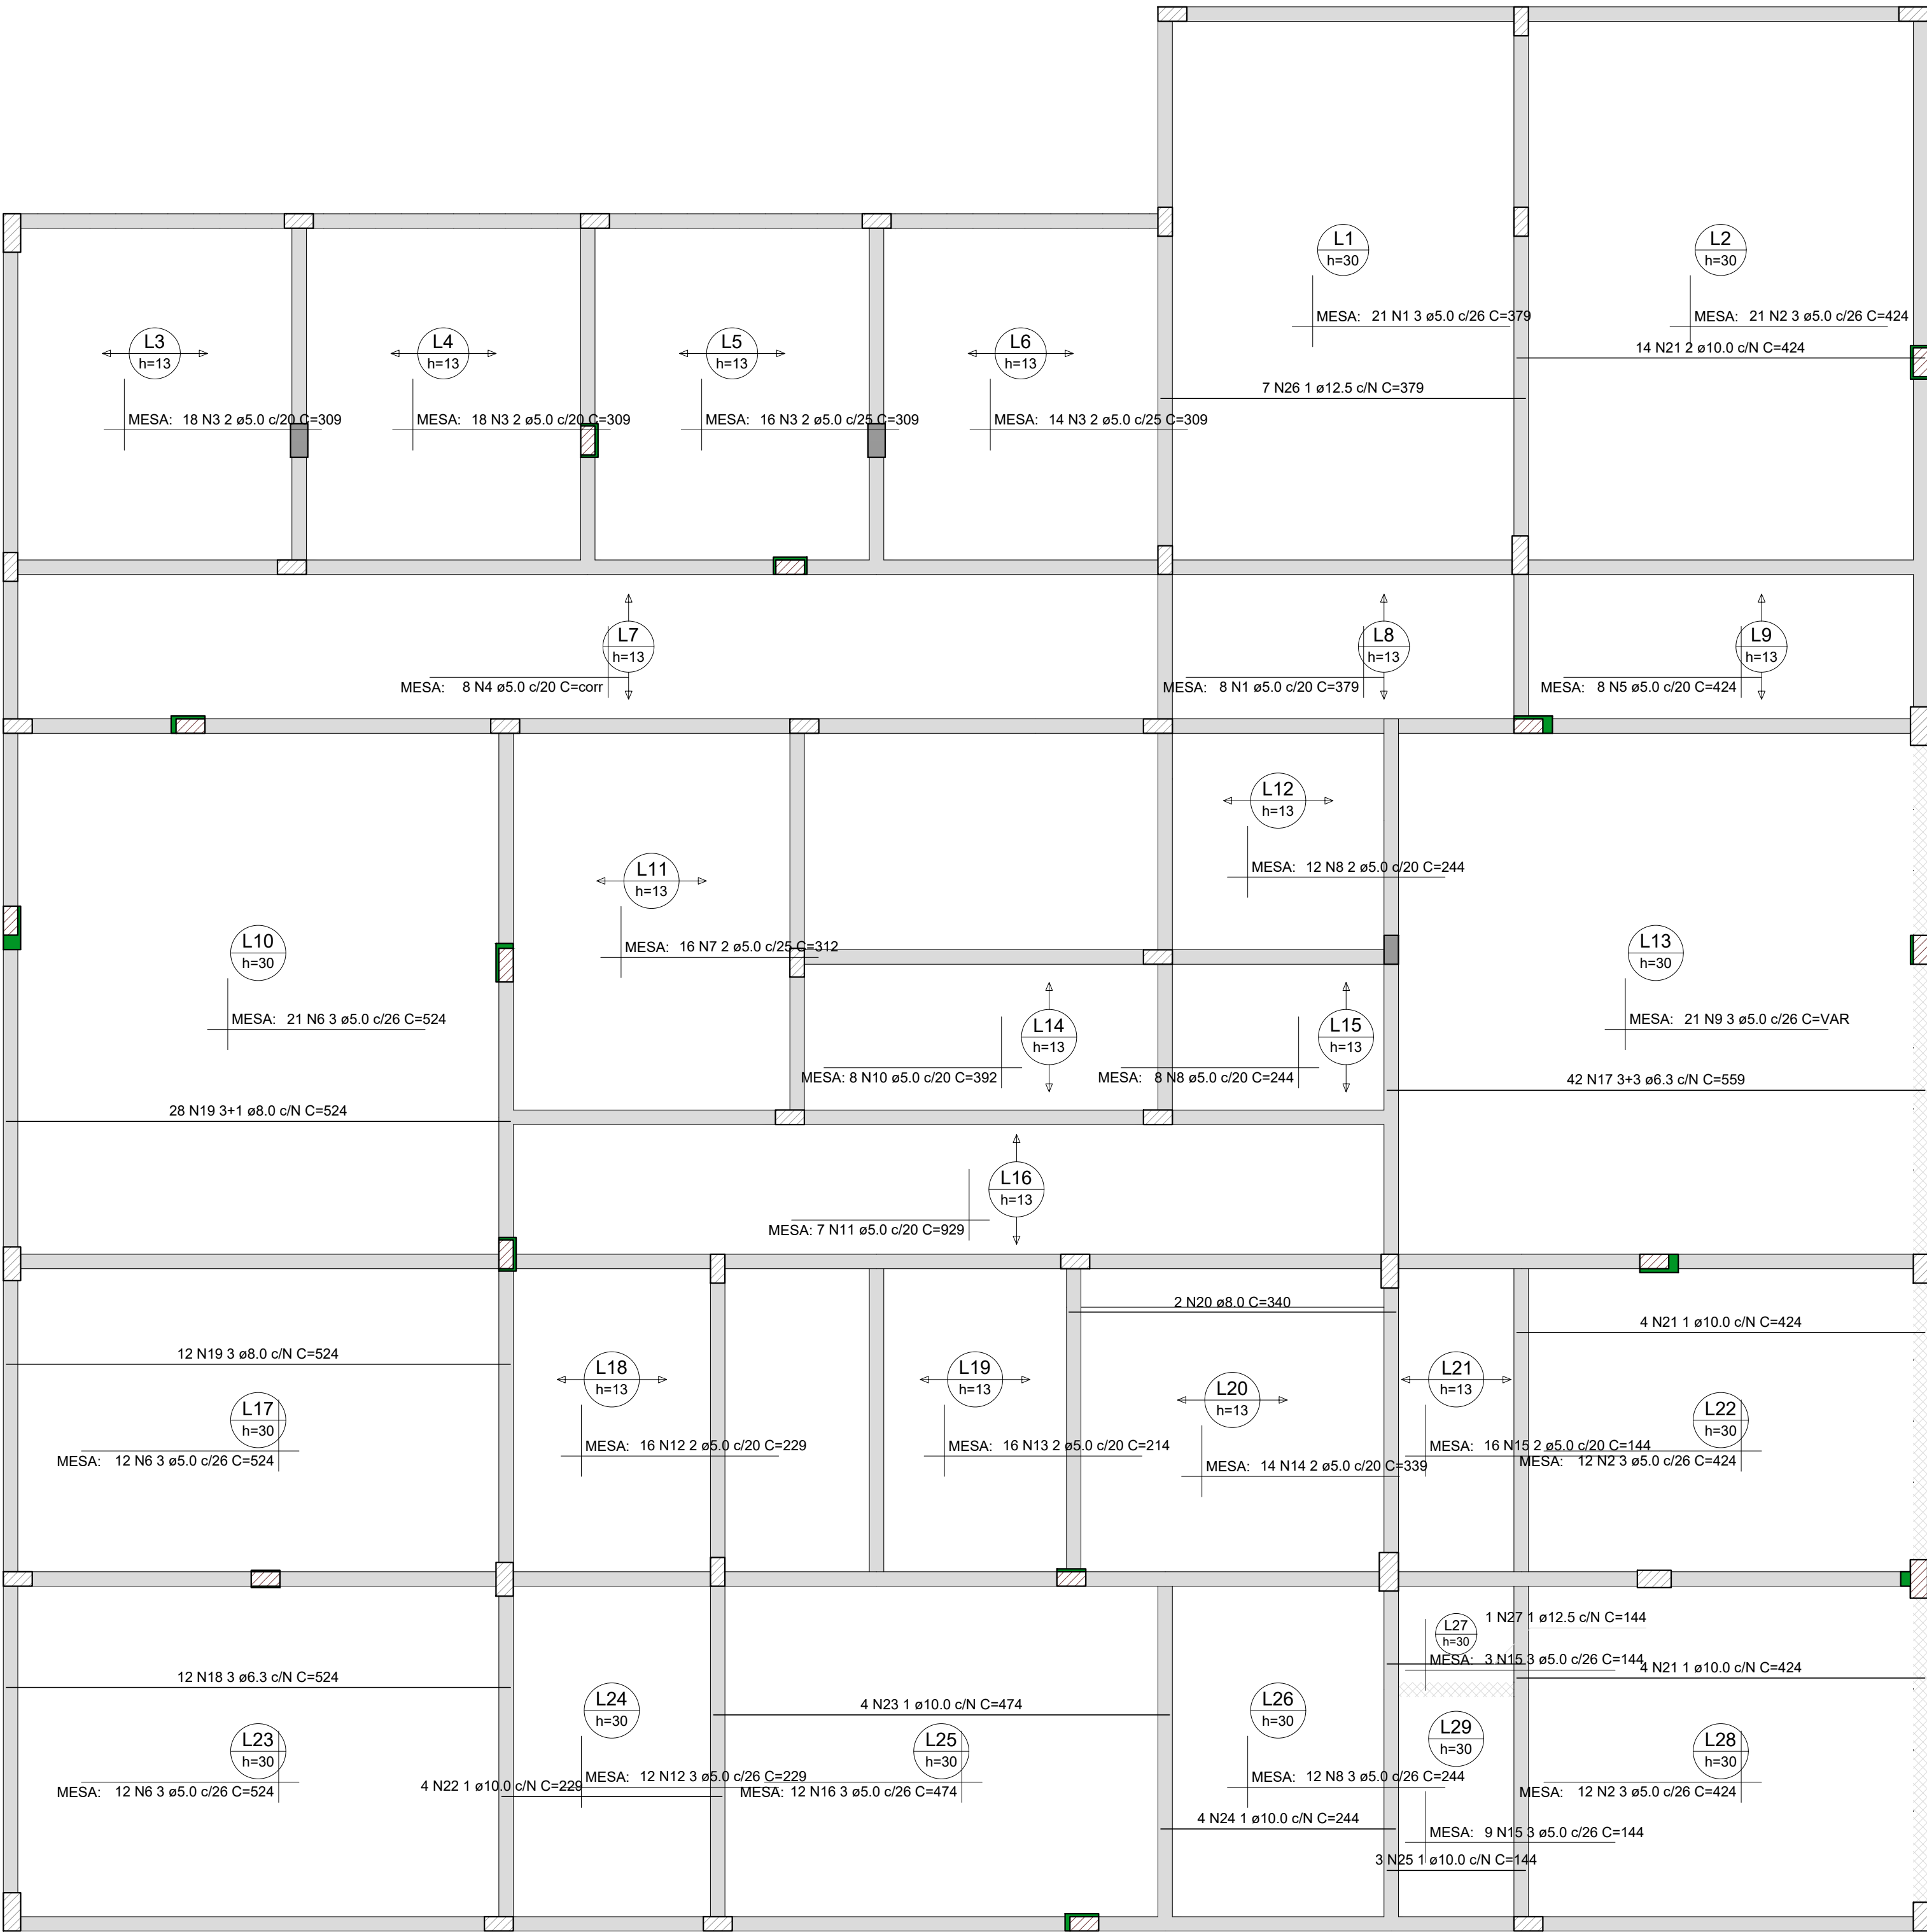 L1
h=30
L2
h=30
MESA: 21 N1 3 ø5.0 c/26 C=379
MESA: 21 N2 3 ø5.0 c/26 C=424
14 N21 2 ø10.0 c/N C=424
7 N26 1 ø12.5 c/N C=379
L3
h=13
L4
h=13
L5
h=13
L6
h=13
MESA: 18 N3 2 ø5.0 c/20 C=309
MESA: 18 N3 2 ø5.0 c/20 C=309
MESA: 16 N3 2 ø5.0 c/25 C=309
MESA: 14 N3 2 ø5.0 c/25 C=309
L7
h=13
L8
h=13
L9
h=13
MESA: 8 N4 ø5.0 c/20 C=corr
MESA: 8 N1 ø5.0 c/20 C=379
MESA: 8 N5 ø5.0 c/20 C=424
L12
h=13
MESA: 12 N8 2 ø5.0 c/20 C=244
L11
h=13
MESA: 16 N7 2 ø5.0 c/25 C=312
L10
h=30
MESA: 21 N6 3 ø5.0 c/26 C=524
L13
h=30
MESA: 21 N9 3 ø5.0 c/26 C=VAR
L14
h=13
L15
h=13
MESA: 8 N10 ø5.0 c/20 C=392
MESA: 8 N8 ø5.0 c/20 C=244
42 N17 3+3 ø6.3 c/N C=559
28 N19 3+1 ø8.0 c/N C=524
L16
h=13
MESA: 7 N11 ø5.0 c/20 C=929
2 N20 ø8.0 C=340
4 N21 1 ø10.0 c/N C=424
12 N19 3 ø8.0 c/N C=524
L18
h=13
L19
h=13
L20
h=13
L21
h=13
L17
h=30
L22
h=30
MESA: 12 N6 3 ø5.0 c/26 C=524
MESA: 16 N12 2 ø5.0 c/20 C=229
MESA: 16 N13 2 ø5.0 c/20 C=214
MESA: 14 N14 2 ø5.0 c/20 C=339
MESA: 16 N15 2 ø5.0 c/20 C=144
MESA: 12 N2 3 ø5.0 c/26 C=424
1 N27 1 ø12.5 c/N C=144
L27
h=30
MESA: 3 N15 3 ø5.0 c/26 C=144
4 N21 1 ø10.0 c/N C=424
12 N18 3 ø6.3 c/N C=524
4 N23 1 ø10.0 c/N C=474
L24
h=30
L26
h=30
L23
h=30
L25
h=30
L29
h=30
L28
h=30
MESA: 12 N6 3 ø5.0 c/26 C=524
4 N22 1 ø10.0 c/N C=229
MESA: 12 N12 3 ø5.0 c/26 C=229
MESA: 12 N16 3 ø5.0 c/26 C=474
MESA: 12 N8 3 ø5.0 c/26 C=244
MESA: 12 N2 3 ø5.0 c/26 C=424
4 N24 1 ø10.0 c/N C=244
MESA: 9 N15 3 ø5.0 c/26 C=144
3 N25 1 ø10.0 c/N C=144